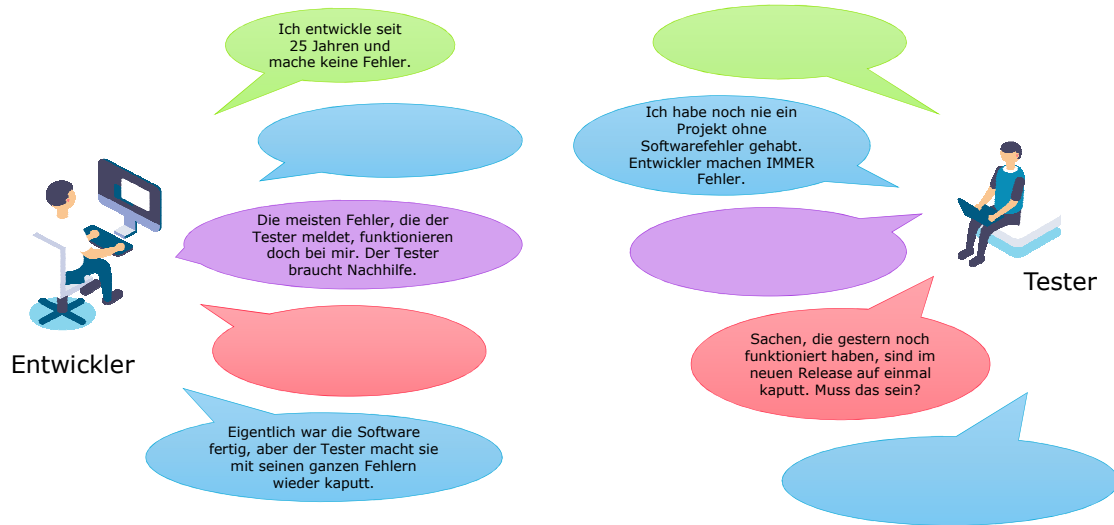 Ich entwickle seit
25 Jahren und
mache keine Fehler.
Ich habe noch nie ein
Projekt ohne
Softwarefehler gehabt.
Entwickler machen IMMER
Fehler.
Die meisten Fehler, die der
Tester meldet, funktionieren
doch bei mir. Der Tester
braucht Nachhilfe.
Tester
Sachen, die gestern noch
funktioniert haben, sind im
neuen Release auf einmal
kaputt. Muss das sein?
Entwickler
Eigentlich war die Software
fertig, aber der Tester macht sie
mit seinen ganzen Fehlern
wieder kaputt.